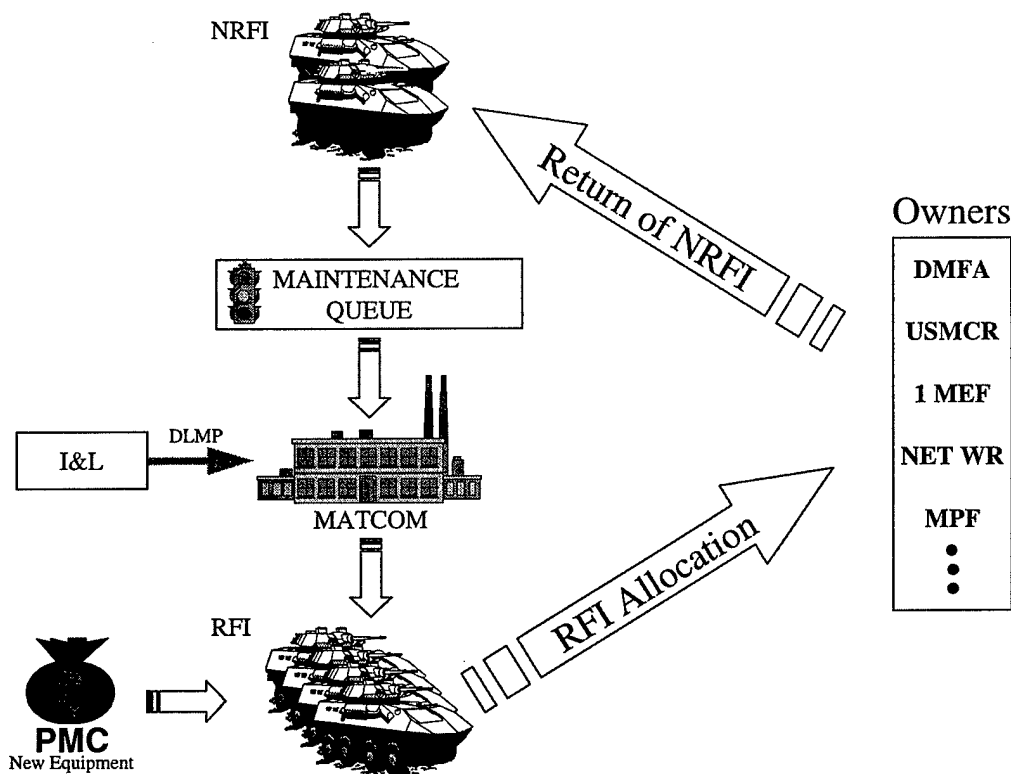 NRFI
Return of NRFI
Owners
DMFA
USMCR
1 MEF
NET WR
MPF
MAINTENANCE
QUEUE
I&L
DLMP
MATCOM
RFI Allocation
RFI
PMC
New Equipment